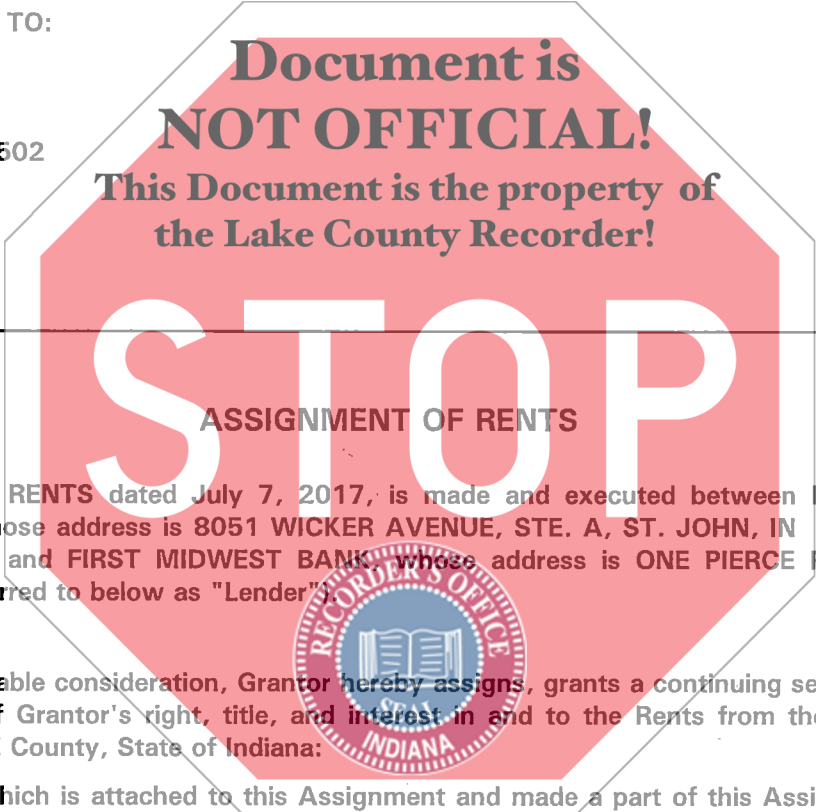 TO:
Document is
NOT OFFICIAL!
502
This Document is the property of
the Lake County Recorder!
STOP
ASSIGNMENT OF RENTS
RENTS dated July 7, 2017, is made and executed between
ose address is 8051 WICKER AVENUE, STE. A, ST. JOHN, IN
and FIRST MIDWEST BANK, whose address is ONE PIERCE
rred to below as "Lender").
RECORDER'S OFFICE
able consideration, Grantor hereby assigns, grants a continuing se
f Grantor's right, title, and interest in and to the Rents from the
SEAL
INDIANA
County, State of Indiana:
hich is attached to this Assignment and made a part of this Assi